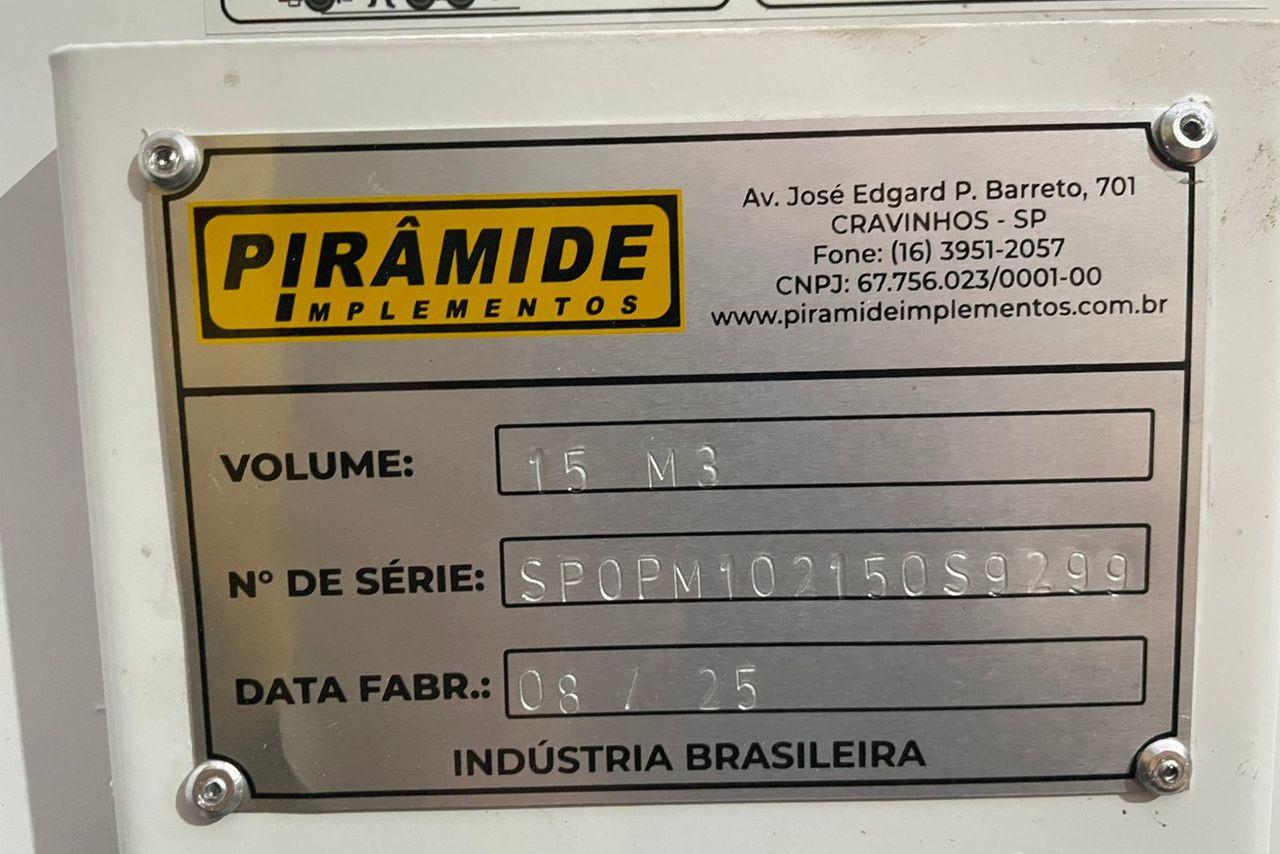 PIRÂMIDE
IMPLEMENTOS
Av. José Edgard P. Barreto, 701
CRAVINHOS - SP
Fone: (16) 3951-2057
CNPJ: 67.756.023/0001-00
www.piramideimplementos.com.br
VOLUME: 15 M3
Nº DE SÉRIE: SP0PM102150S9299
DATA FABR.: 08 / 25
INDÚSTRIA BRASILEIRA